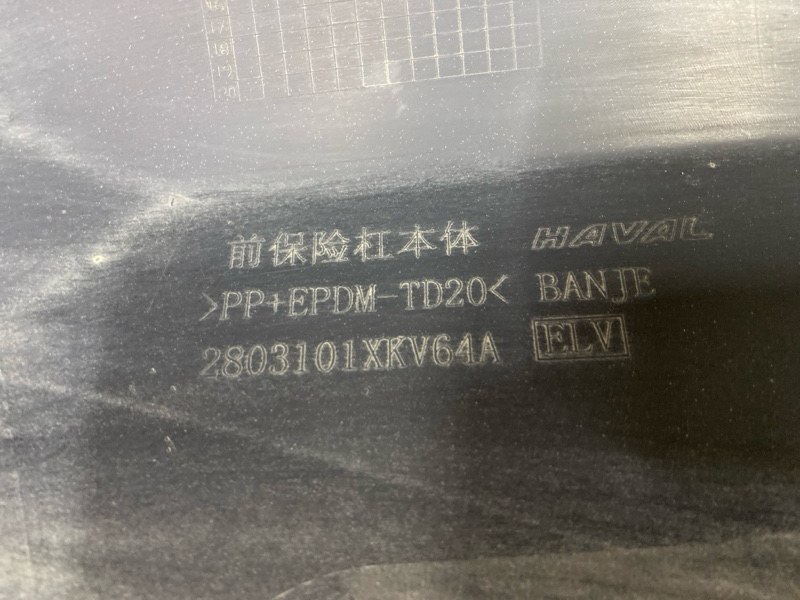 前保险杠本体 HAVAL
>PP+EPDM-TD20< BANJE
2803101XKV64A ELV